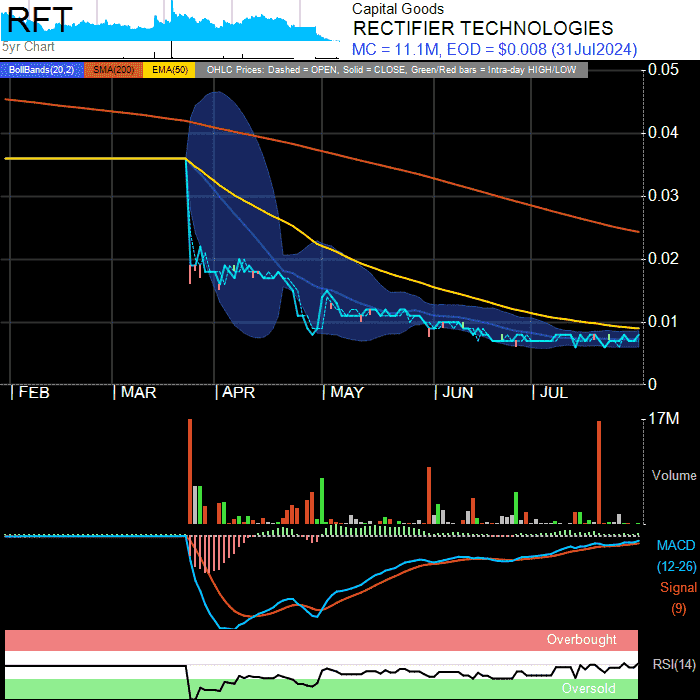 RFT
5yr Chart
Capital Goods
RECTIFIER TECHNOLOGIES
MC = 11.1M, EOD = $0.008 (31Jul2024)
BollBands(20,2) SMA(200) EMA(50) OHLC Prices: Dashed = OPEN, Solid = CLOSE, Green/Red bars = Intra-day HIGH/LOW
0.05
0.04
0.03
0.02
0.01
0
| FEB | MAR | APR | MAY | JUN | JUL
17M
Volume
MACD
(12-26)
Signal
(9)
Overbought
RSI(14)
Oversold